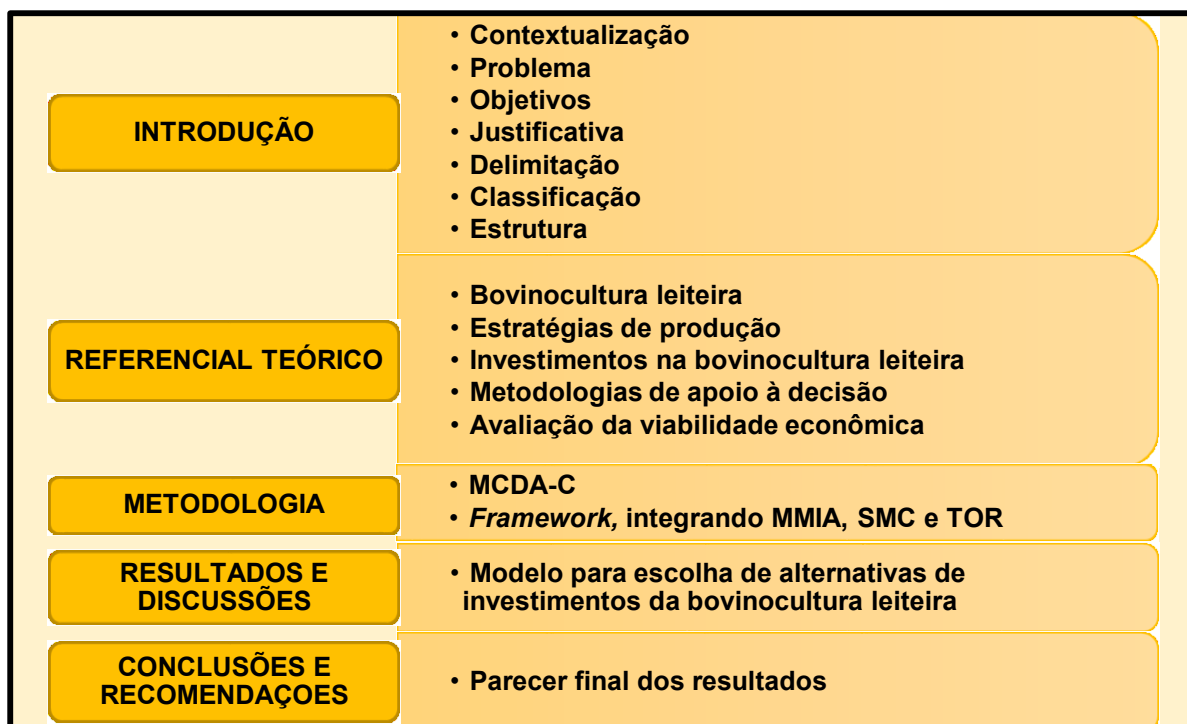 INTRODUÇÃO
• Contextualização
• Problema
• Objetivos
• Justificativa
• Delimitação
• Classificação
• Estrutura
REFERENCIAL TEÓRICO
• Bovinocultura leiteira
• Estratégias de produção
• Investimentos na bovinocultura leiteira
• Metodologias de apoio à decisão
• Avaliação da viabilidade econômica
METODOLOGIA
• MCDA-C
• Framework, integrando MMIA, SMC e TOR
RESULTADOS E
DISCUSSÕES
• Modelo para escolha de alternativas de
investimentos da bovinocultura leiteira
CONCLUSÕES E
RECOMENDAÇOES
• Parecer final dos resultados